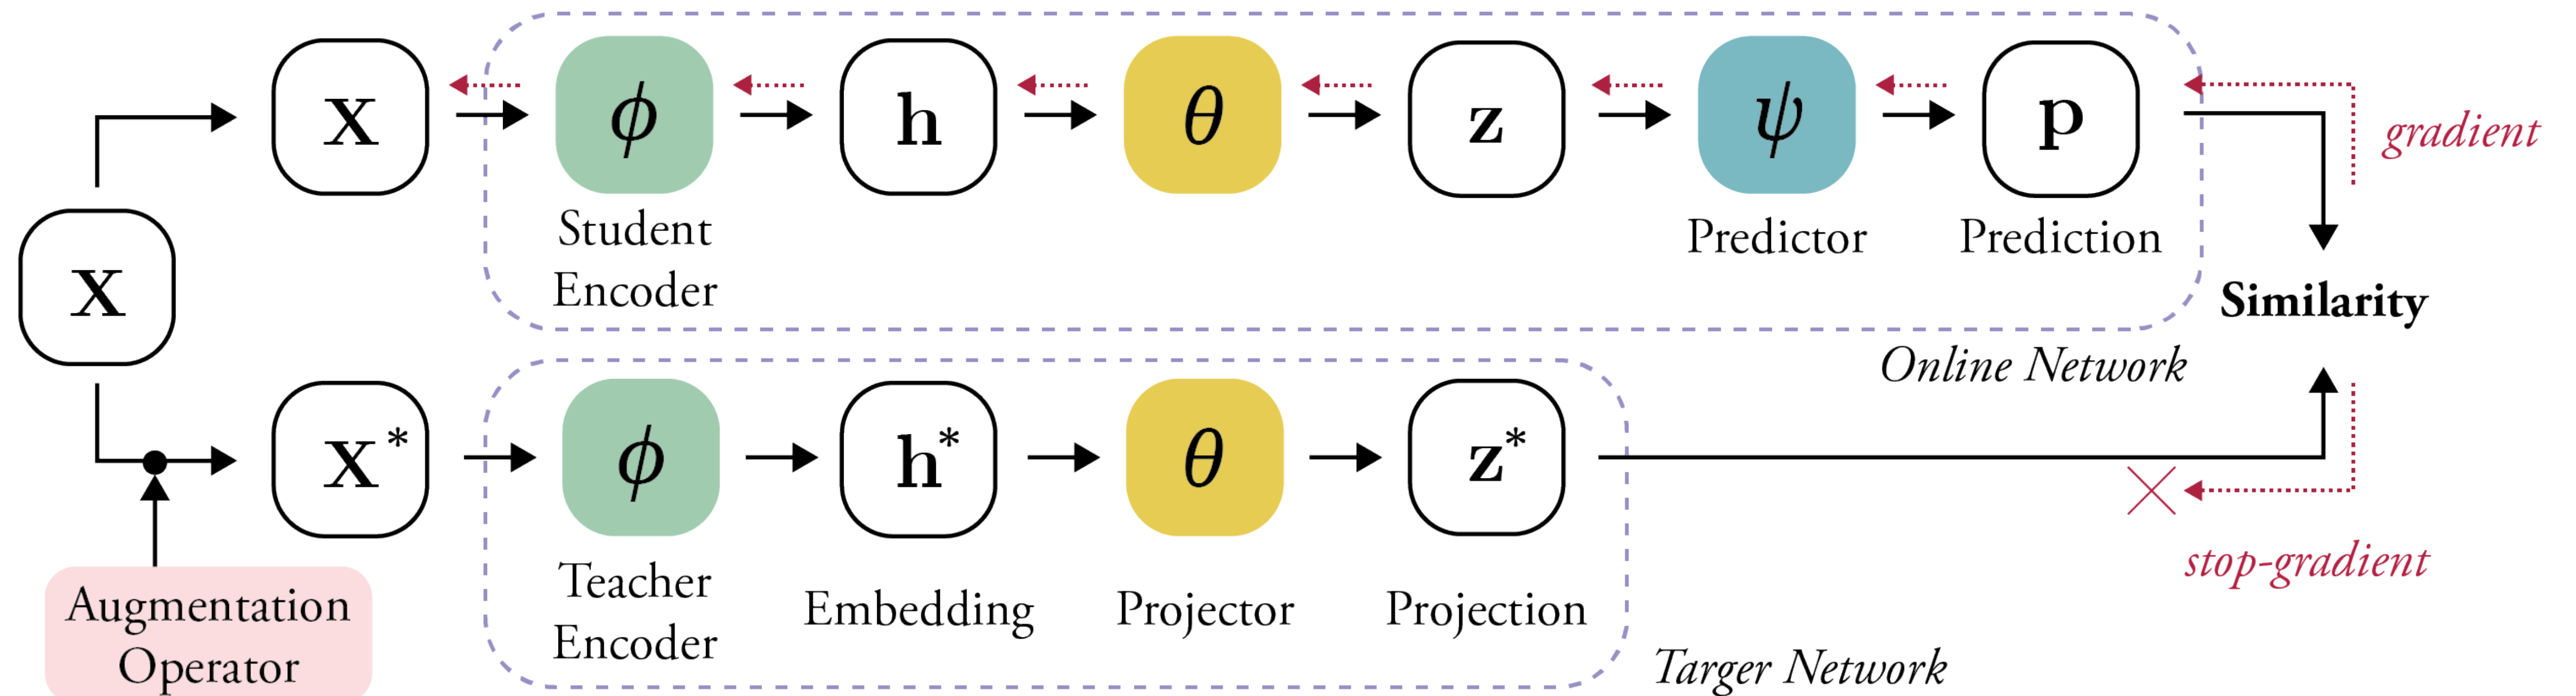 x
x
ϕ
h
θ
z
ψ
p
gradient
Student
Encoder
Predictor
Prediction
Similarity
Online Network
x*
ϕ
h*
θ
z*
stop-gradient
Augmentation
Operator
Teacher
Encoder
Embedding
Projector
Projection
Targer Network